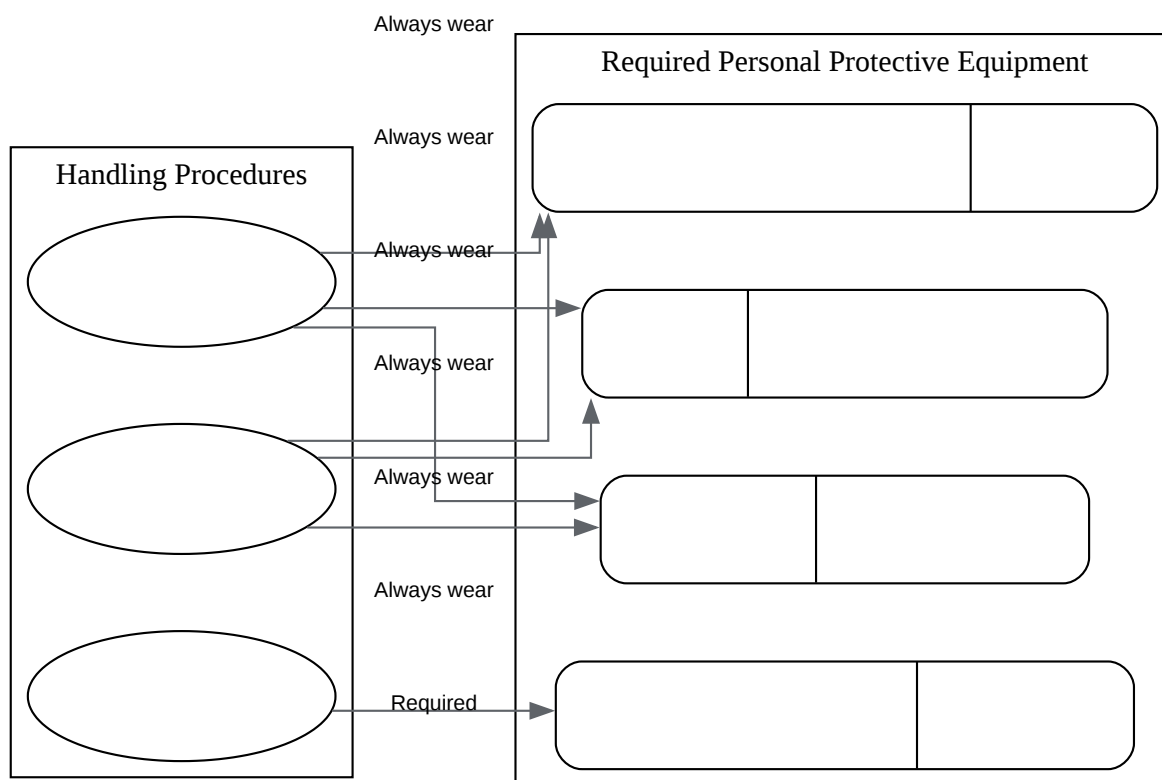 Always wear
Required Personal Protective Equipment
Always wear
Handling Procedures
Always wear
Always wear
Always wear
Always wear
Required